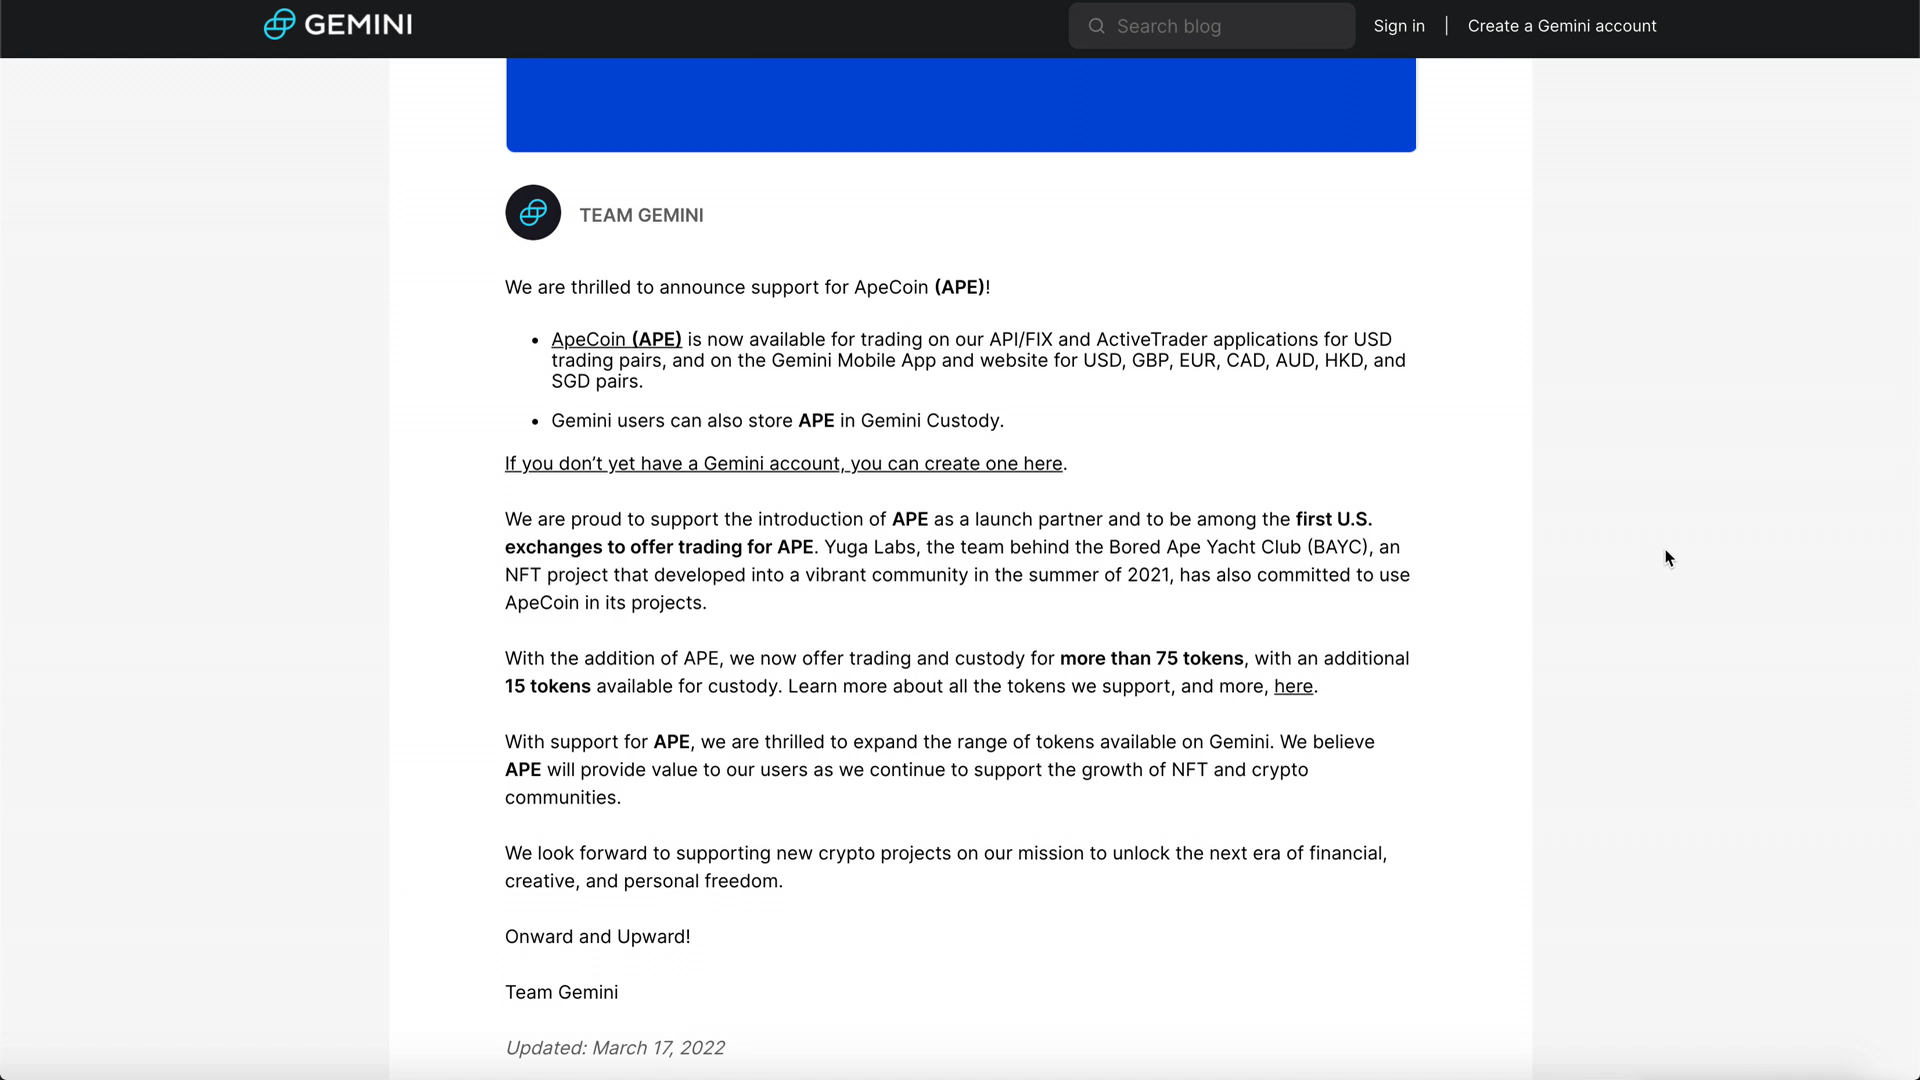 GEMINI
Search blog
Sign in | Create a Gemini account
TEAM GEMINI
We are thrilled to announce support for ApeCoin (APE)!
• ApeCoin (APE) is now available for trading on our API/FIX and ActiveTrader applications for USD
trading pairs, and on the Gemini Mobile App and website for USD, GBP, EUR, CAD, AUD, HKD, and
SGD pairs.
• Gemini users can also store APE in Gemini Custody.
If you don’t yet have a Gemini account, you can create one here.
We are proud to support the introduction of APE as a launch partner and to be among the first U.S.
exchanges to offer trading for APE. Yuga Labs, the team behind the Bored Ape Yacht Club (BAYC), an
NFT project that developed into a vibrant community in the summer of 2021, has also committed to use
ApeCoin in its projects.
With the addition of APE, we now offer trading and custody for more than 75 tokens, with an additional
15 tokens available for custody. Learn more about all the tokens we support, and more, here.
With support for APE, we are thrilled to expand the range of tokens available on Gemini. We believe
APE will provide value to our users as we continue to support the growth of NFT and crypto
communities.
We look forward to supporting new crypto projects on our mission to unlock the next era of financial,
creative, and personal freedom.
Onward and Upward!
Team Gemini
Updated: March 17, 2022